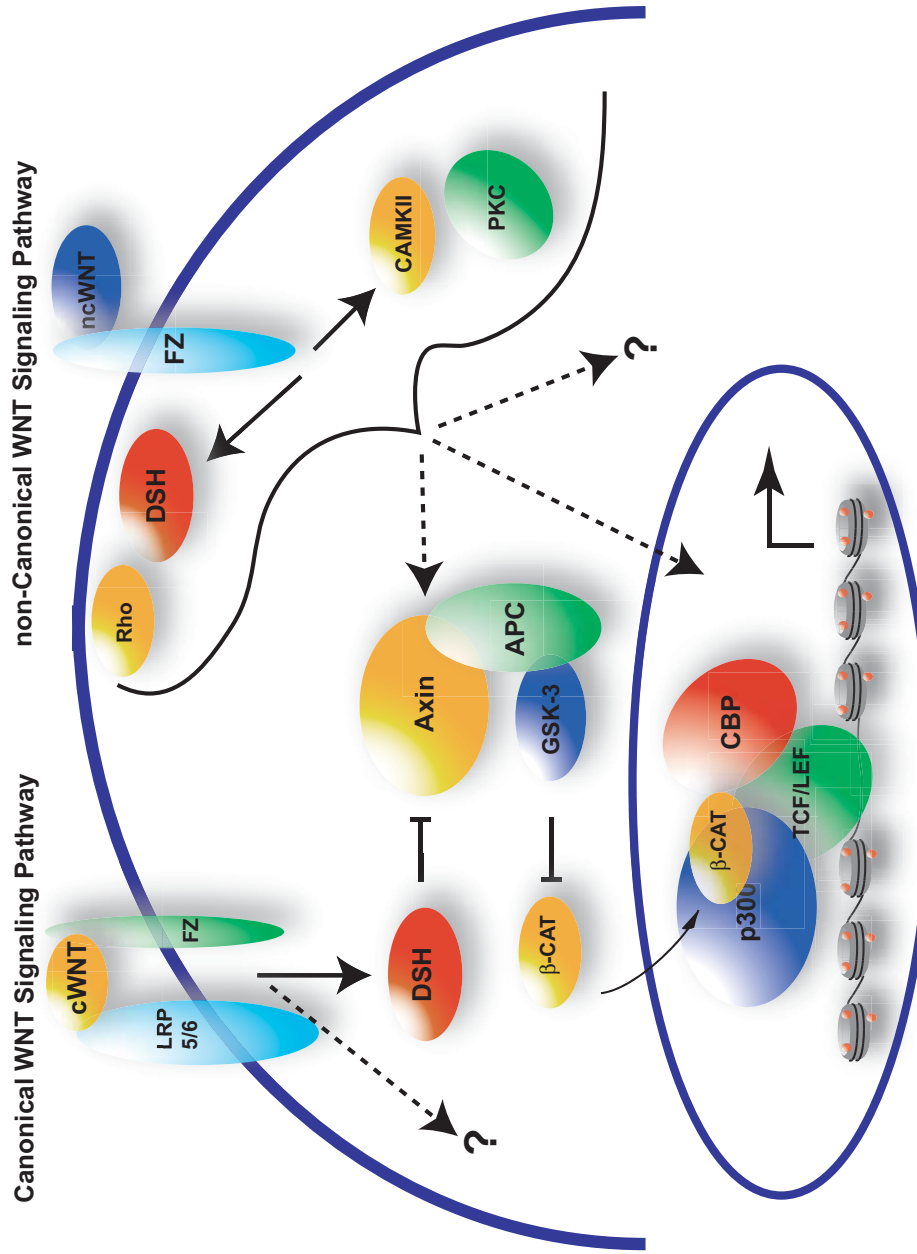 Canonical WNT Signaling Pathway
non-Canonical WNT Signaling Pathway
cWNT
LRP
5/6
FZ
ncWNT
FZ
Rho
DSH
CAMKII
PKC
?
DSH
Axin
APC
GSK-3
β-CAT
?
p300
β-CAT
CBP
TCF/LEF